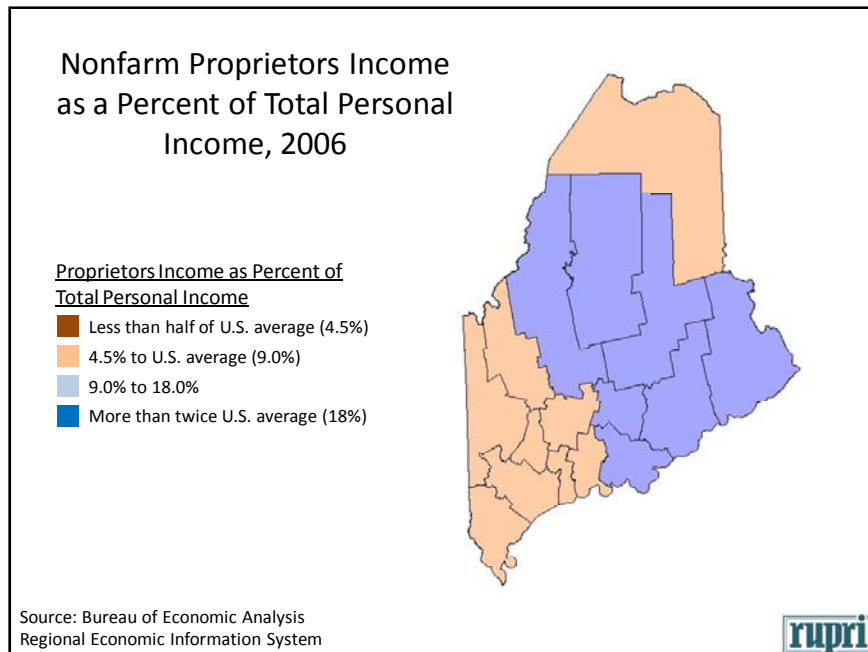 Nonfarm Proprietors Income
as a Percent of Total Personal
Income, 2006
Proprietors Income as Percent of
Total Personal Income
Less than half of U.S. average (4.5%)
4.5% to U.S. average (9.0%)
9.0% to 18.0%
More than twice U.S. average (18%)
Source: Bureau of Economic Analysis
Regional Economic Information System
rupri